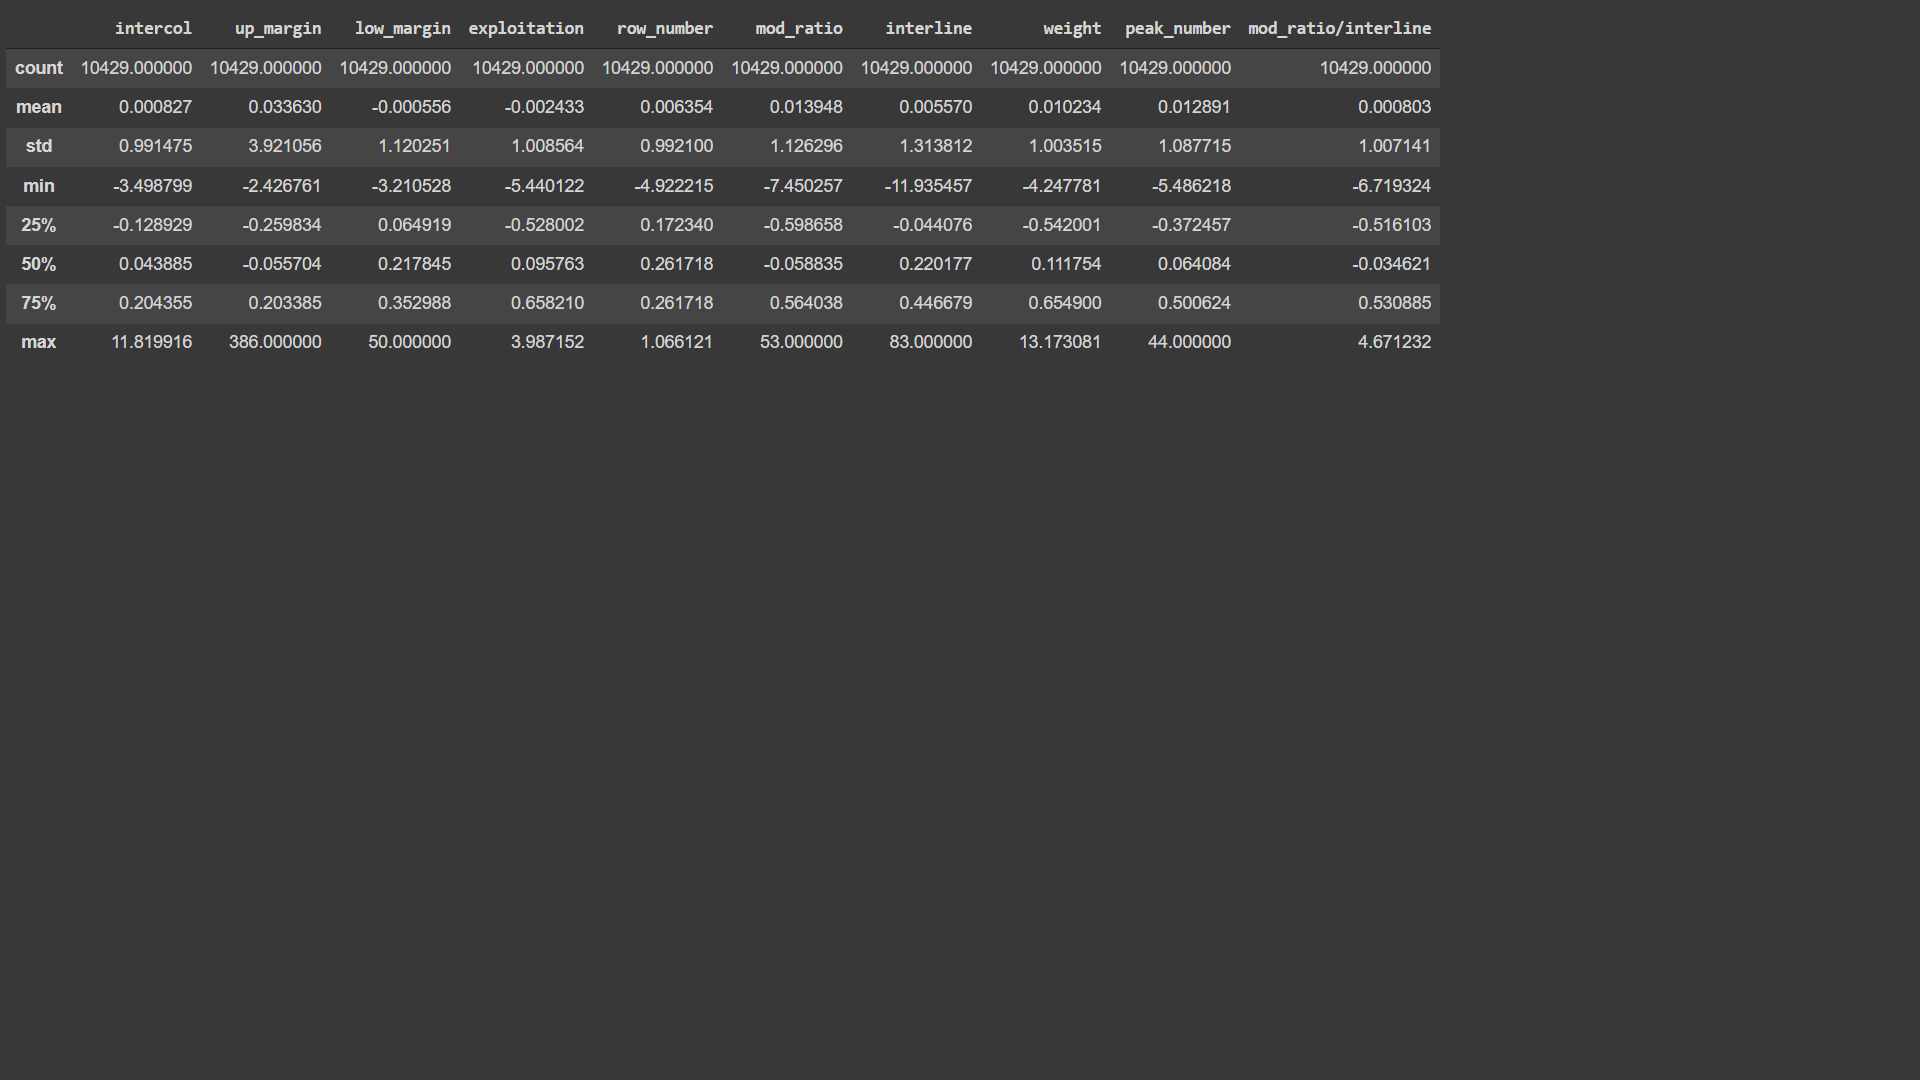 intercol up_margin low_margin exploitation row_number mod_ratio interline weight peak_number mod_ratio/interline
count 10429.000000 10429.000000 10429.000000 10429.000000 10429.000000 10429.000000 10429.000000 10429.000000 10429.000000 10429.000000
mean 0.000827 0.033630 -0.000556 -0.002433 0.006354 0.013948 0.005570 0.010234 0.012891 0.000803
std 0.991475 3.921056 1.120251 1.008564 0.992100 1.126296 1.313812 1.003515 1.087715 1.007141
min -3.498799 -2.426761 -3.210528 -5.440122 -4.922215 -7.450257 -11.935457 -4.247781 -5.486218 -6.719324
25% -0.128929 -0.259834 0.064919 -0.528002 0.172340 -0.598658 -0.044076 -0.542001 -0.372457 -0.516103
50% 0.043885 -0.055704 0.217845 0.095763 0.261718 -0.058835 0.220177 0.111754 0.064084 -0.034621
75% 0.204355 0.203385 0.352988 0.658210 0.261718 0.564038 0.446679 0.654900 0.500624 0.530885
max 11.819916 386.000000 50.000000 3.987152 1.066121 53.000000 83.000000 13.173081 44.000000 4.671232